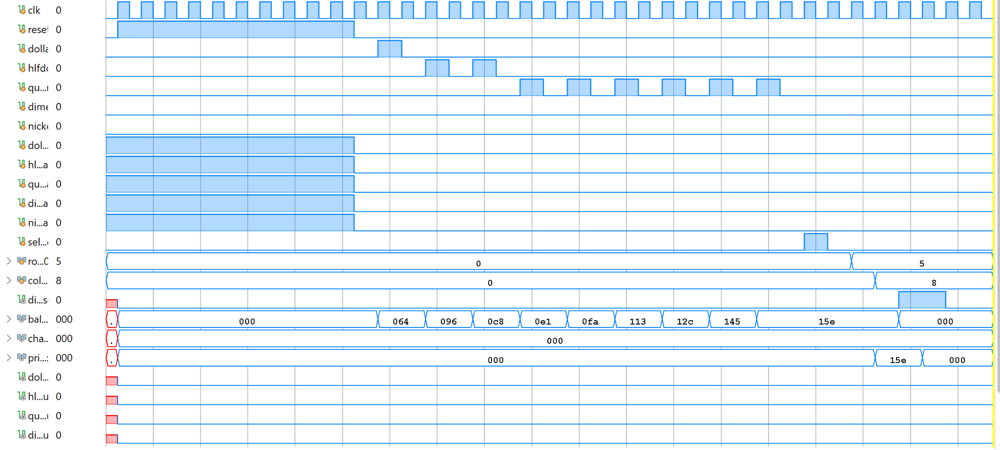 clk 0
reset 0
dolla 0
hlfdo 0
qu...r 0
dime 0
nicke 0
dol... 0
hl...a 0
qu...a 0
di...a 0
ni...a 0
sel... 0
ro...0 5 0 5
col... 8 0 8
di...s 0
bal... 000 . 000 064 096 0c8 0e1 0fa 113 12c 145 15e 000
cha.. 000 . 000
pri...: 000 . 000 15e 000
dol... 0
hl...u 0
qu...u 0
di...u 0